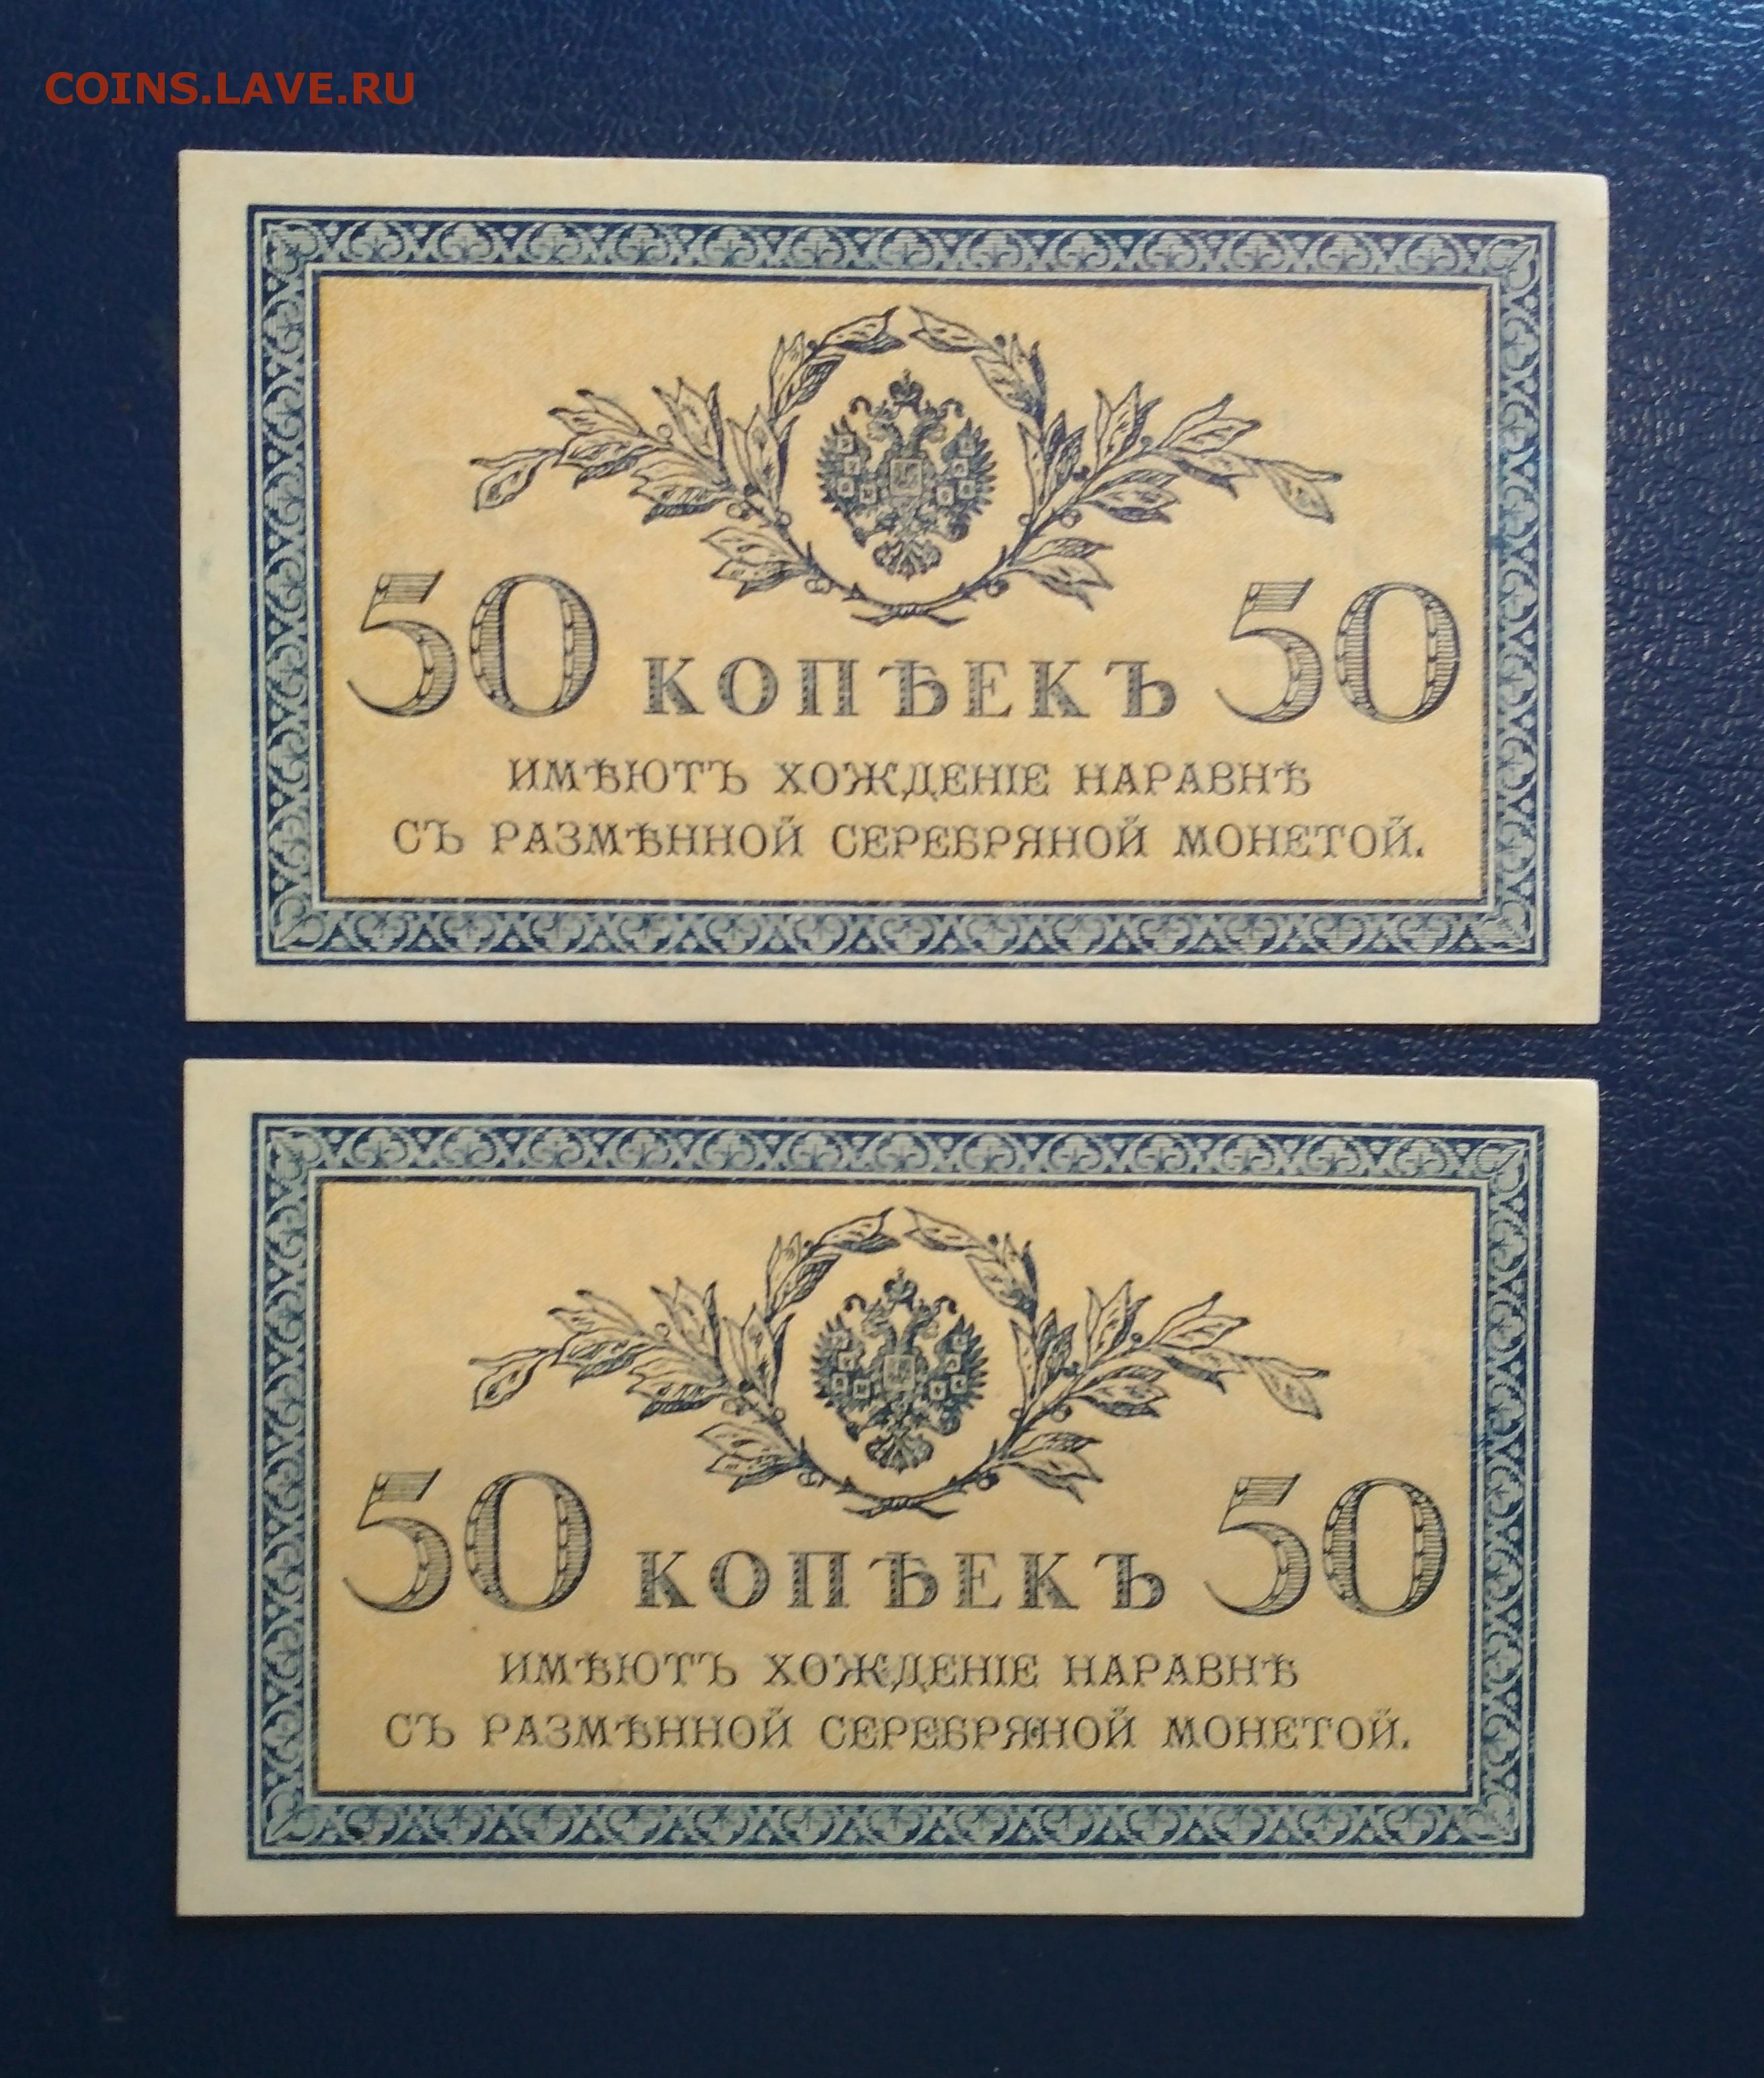 COINS.LAVE.RU
50 КОПѢЕКЪ 50
ИМѢЮТЪ ХОЖДЕНІЕ НАРАВНѢ
СЪ РАЗМѢННОЙ СЕРЕБРЯНОЙ МОНЕТОЙ.
50 КОПѢЕКЪ 50
ИМѢЮТЪ ХОЖДЕНІЕ НАРАВНѢ
СЪ РАЗМѢННОЙ СЕРЕБРЯНОЙ МОНЕТОЙ.